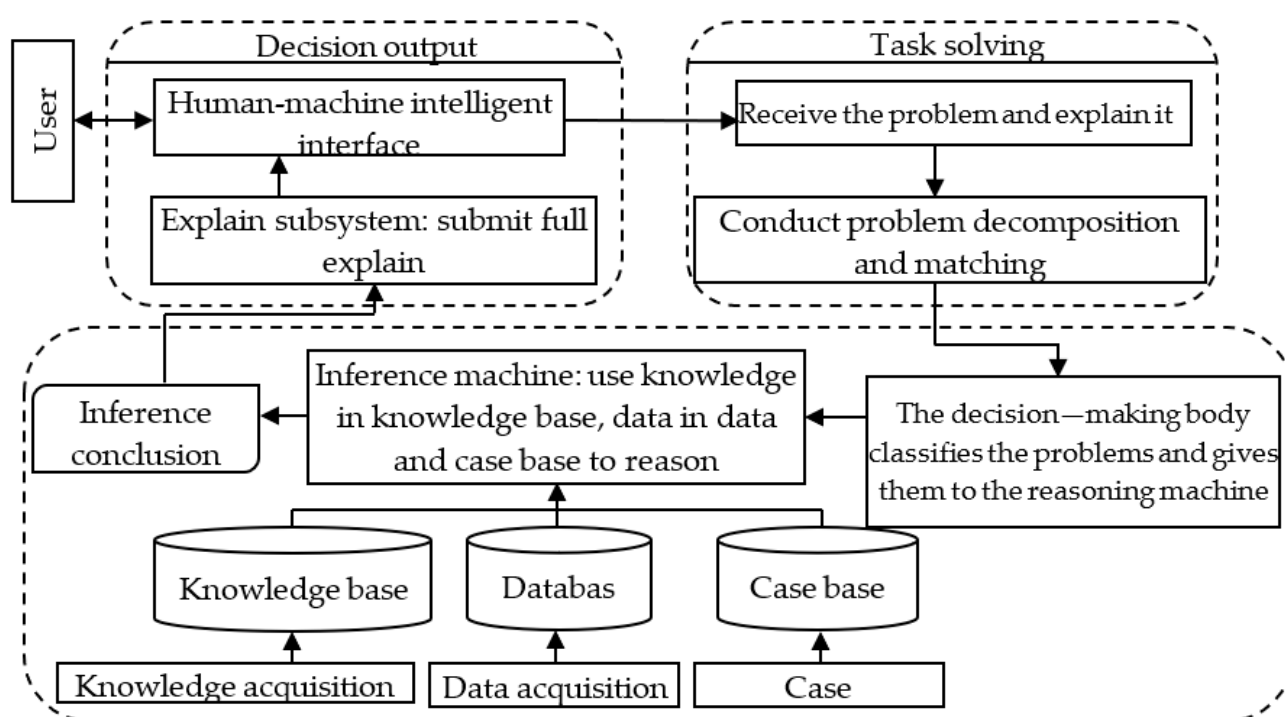 Decision output
Task solving
User
Human-machine intelligent
interface
Receive the problem and explain it
Explain subsystem: submit full
explain
Conduct problem decomposition
and matching
Inference
conclusion
Inference machine: use knowledge
in knowledge base, data in data
and case base to reason
The decision—making body
classifies the problems and gives
them to the reasoning machine
Knowledge base
Databas
Case base
Knowledge acquisition
Data acquisition
Case